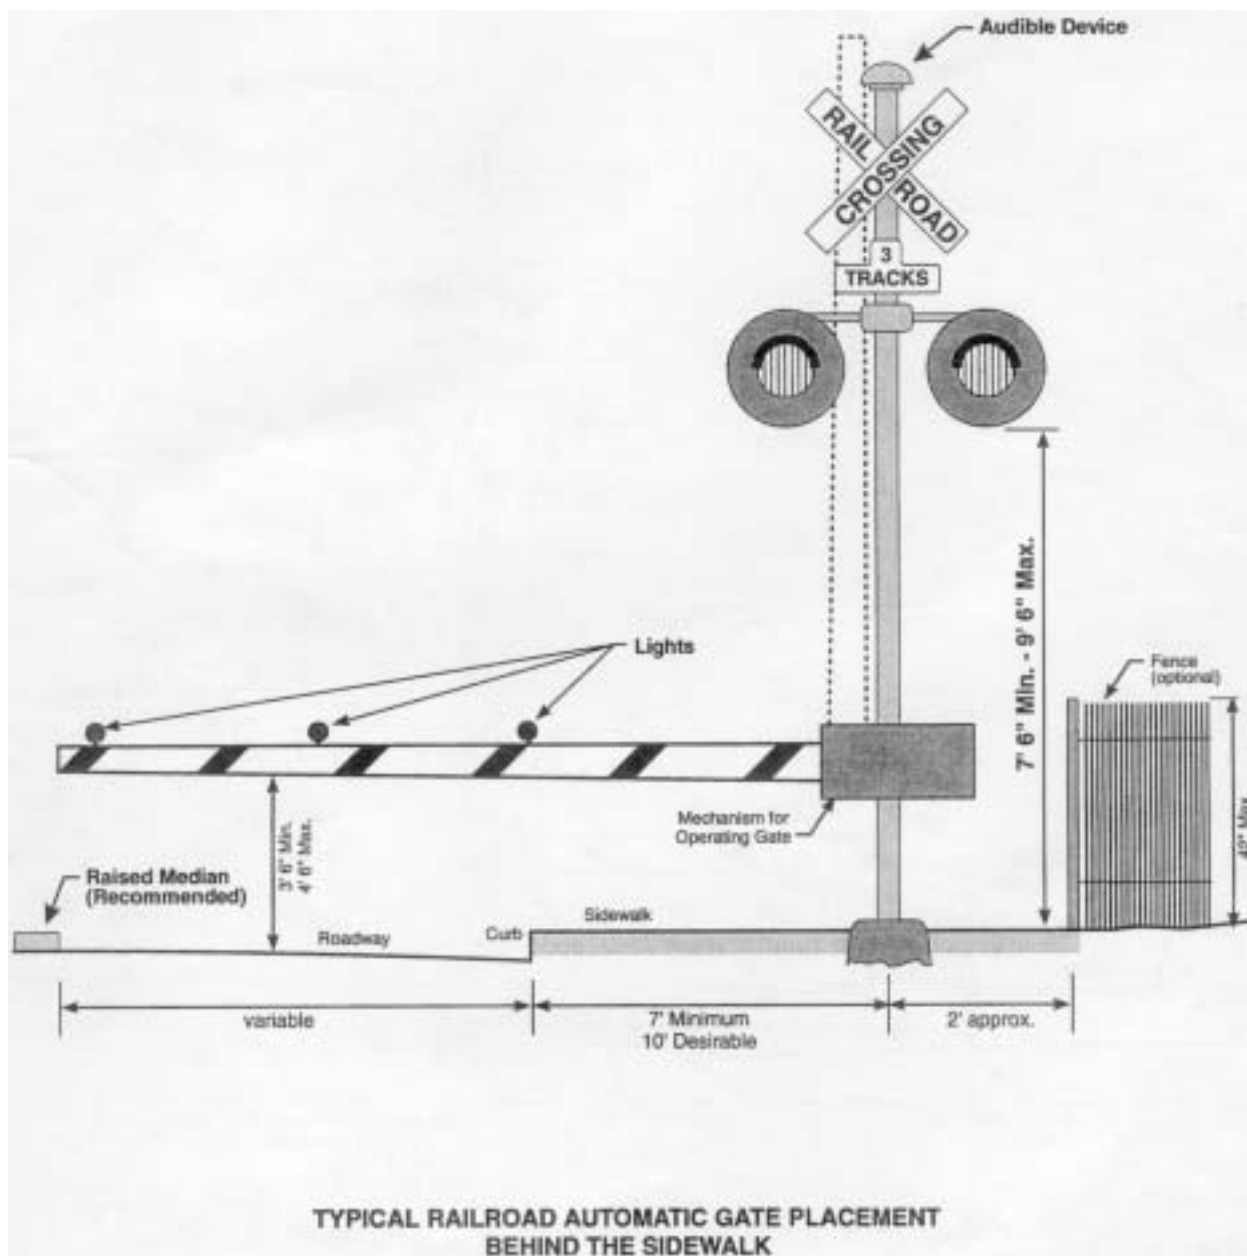 Audible Device
RAIL ROAD
CROSSING
3
TRACKS
7' 6" Min. - 9' 6" Max.
Lights
Fence
(optional)
Mechanism for
Operating Gate
3' 6" Min.
4' 6" Max.
Raised Median
(Recommended)
Sidewalk
Roadway
Curb
variable
7' Minimum
10' Desirable
2' approx.
TYPICAL RAILROAD AUTOMATIC GATE PLACEMENT
BEHIND THE SIDEWALK